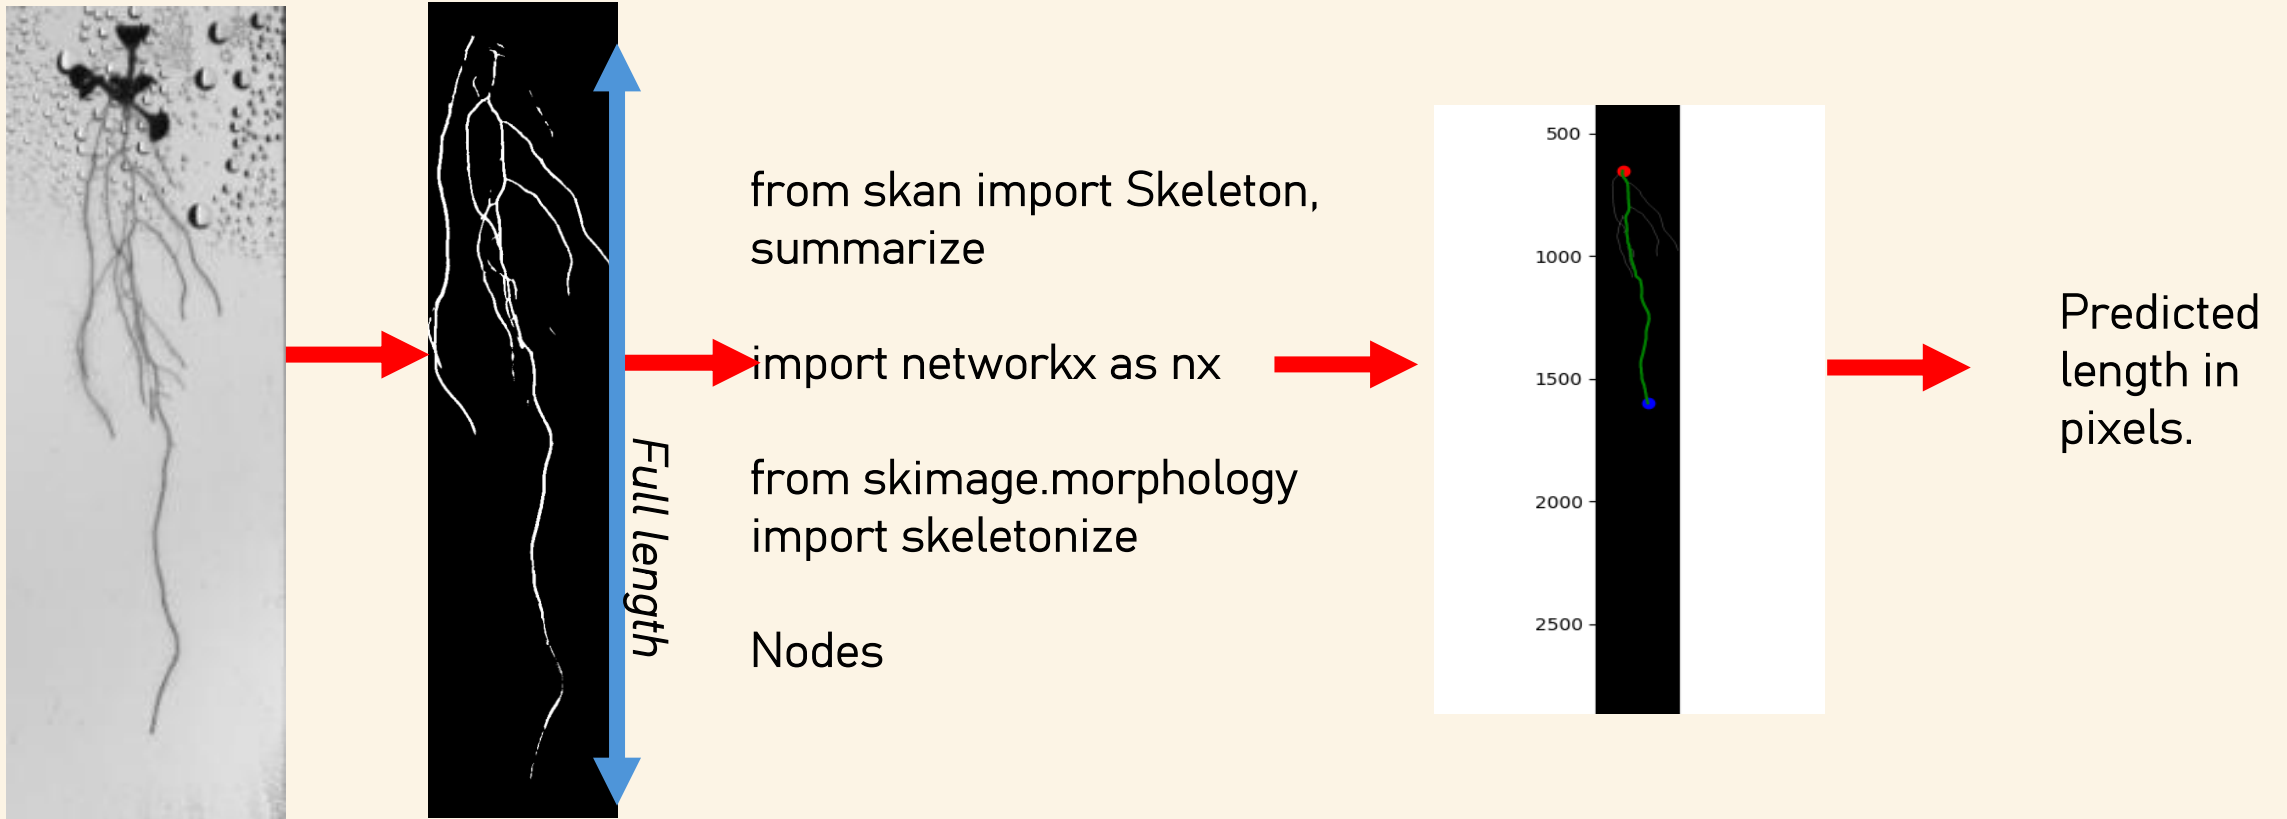 Full length
from skan import Skeleton,
summarize
import networkx as nx
from skimage.morphology
import skeletonize
Nodes
500
1000
1500
2000
2500
Predicted
length in
pixels.